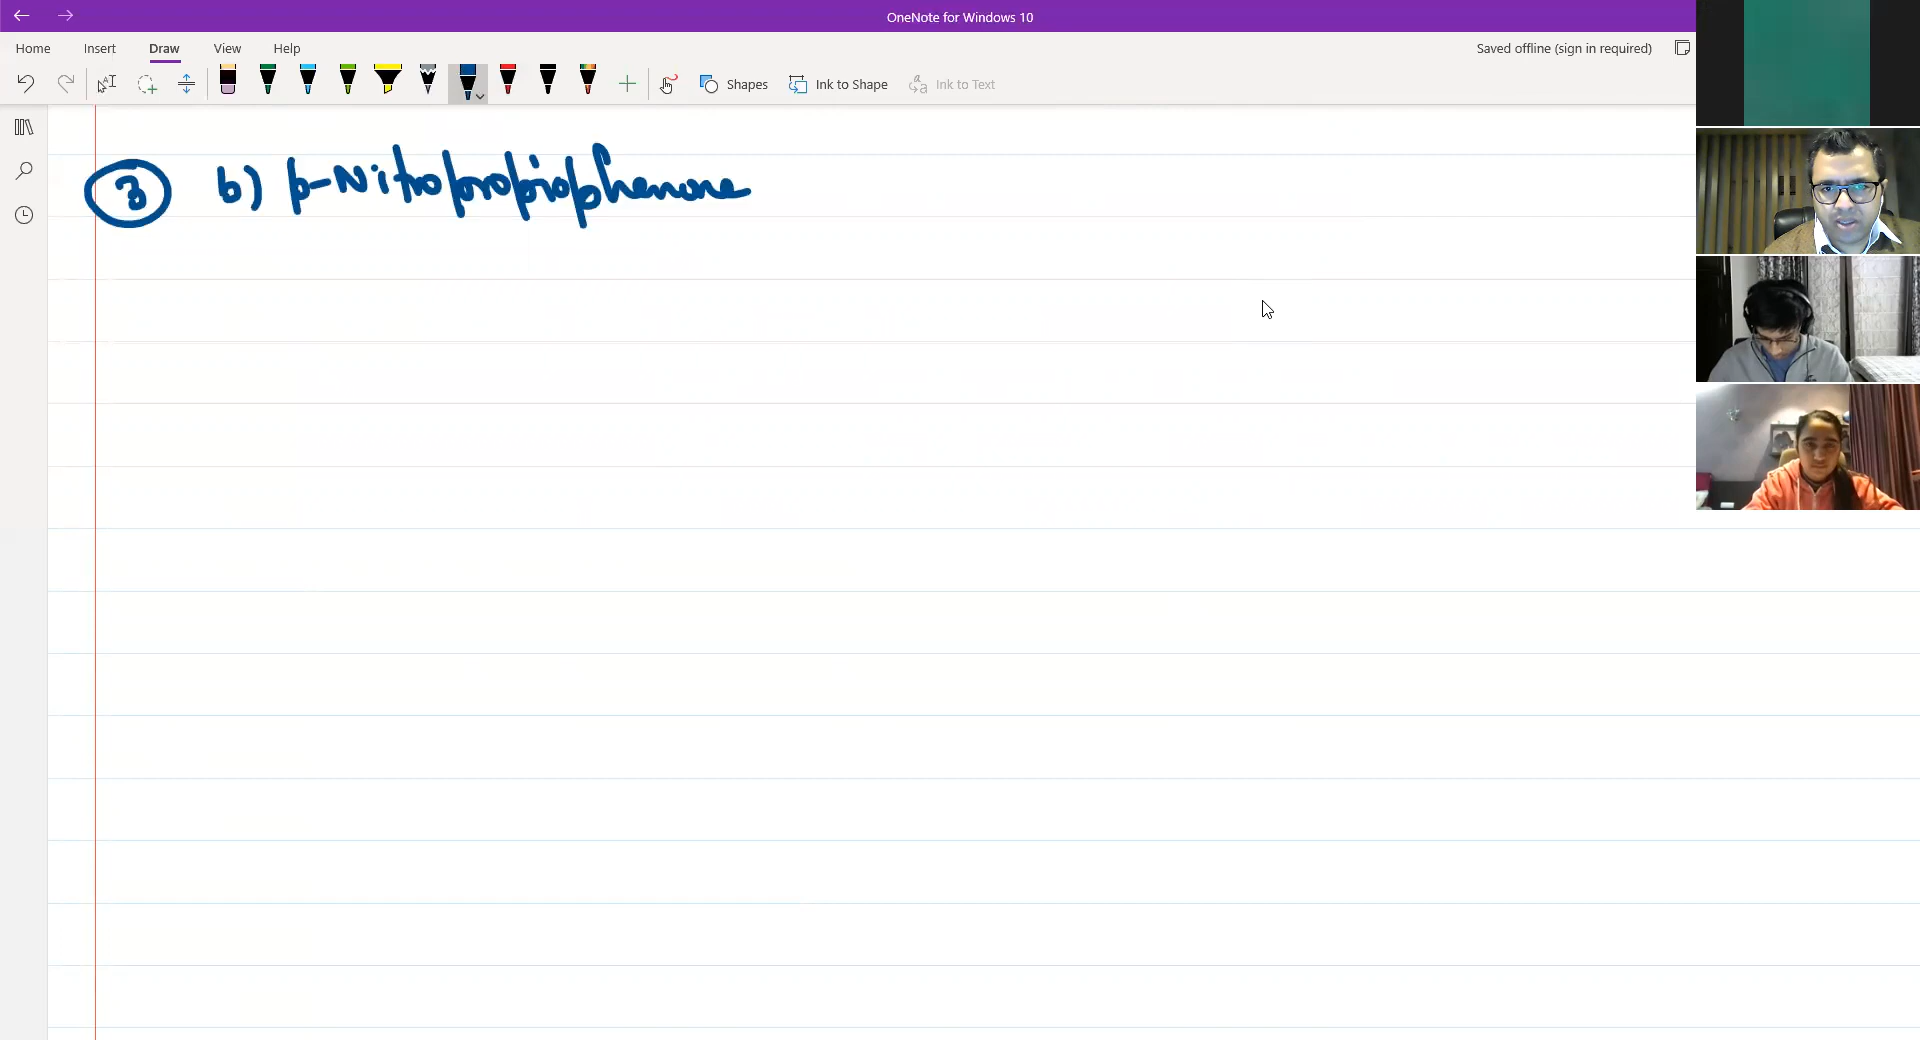 OneNote for Windows 10
Home Insert Draw View Help
Saved offline (sign in required)
Shapes Ink to Shape Ink to Text
3 b) p-Nitropropiophenone